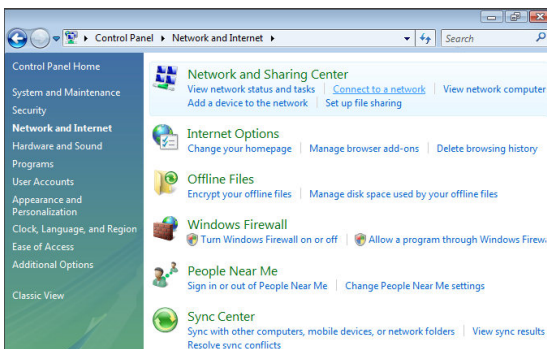 Control Panel
Network and Internet
Search
Control Panel Home
System and Maintenance
Security
Network and Internet
Hardware and Sound
Programs
User Accounts
Appearance and
Personalization
Clock, Language, and Region
Ease of Access
Additional Options
Classic View
Network and Sharing Center
View network status and tasks
Connect to a network
View network computer
Add a device to the network
Set up file sharing
Internet Options
Change your homepage
Manage browser add-ons
Delete browsing history
Offline Files
Encrypt your offline files
Manage disk space used by your offline files
Windows Firewall
Turn Windows Firewall on or off
Allow a program through Windows Firewa
People Near Me
Sign in or out of People Near Me
Change People Near Me settings
Sync Center
Sync with other computers, mobile devices, or network folders
View sync results
Resolve sync conflicts